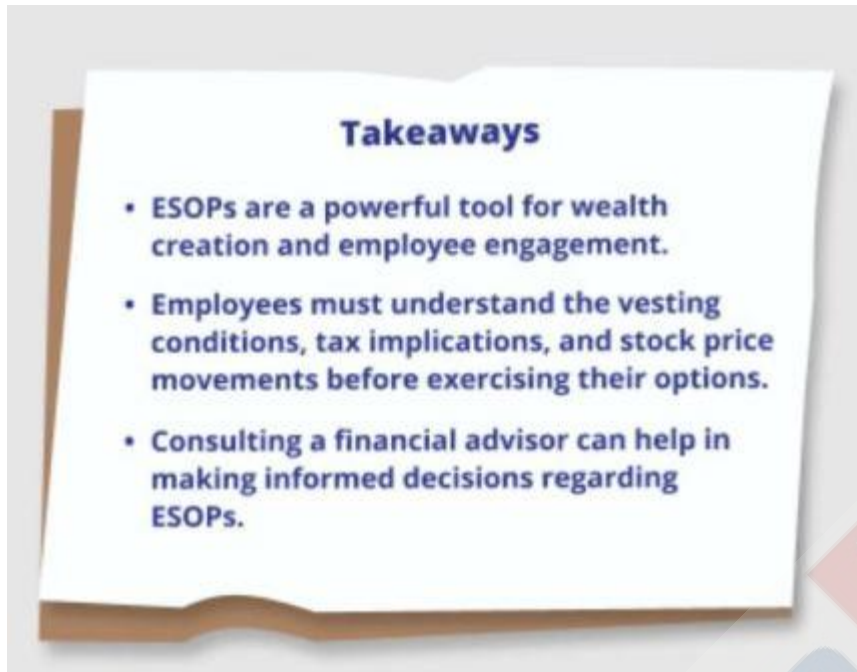 Takeaways
• ESOPs are a powerful tool for wealth
creation and employee engagement.
• Employees must understand the vesting
conditions, tax implications, and stock price
movements before exercising their options.
• Consulting a financial advisor can help in
making informed decisions regarding
ESOPs.